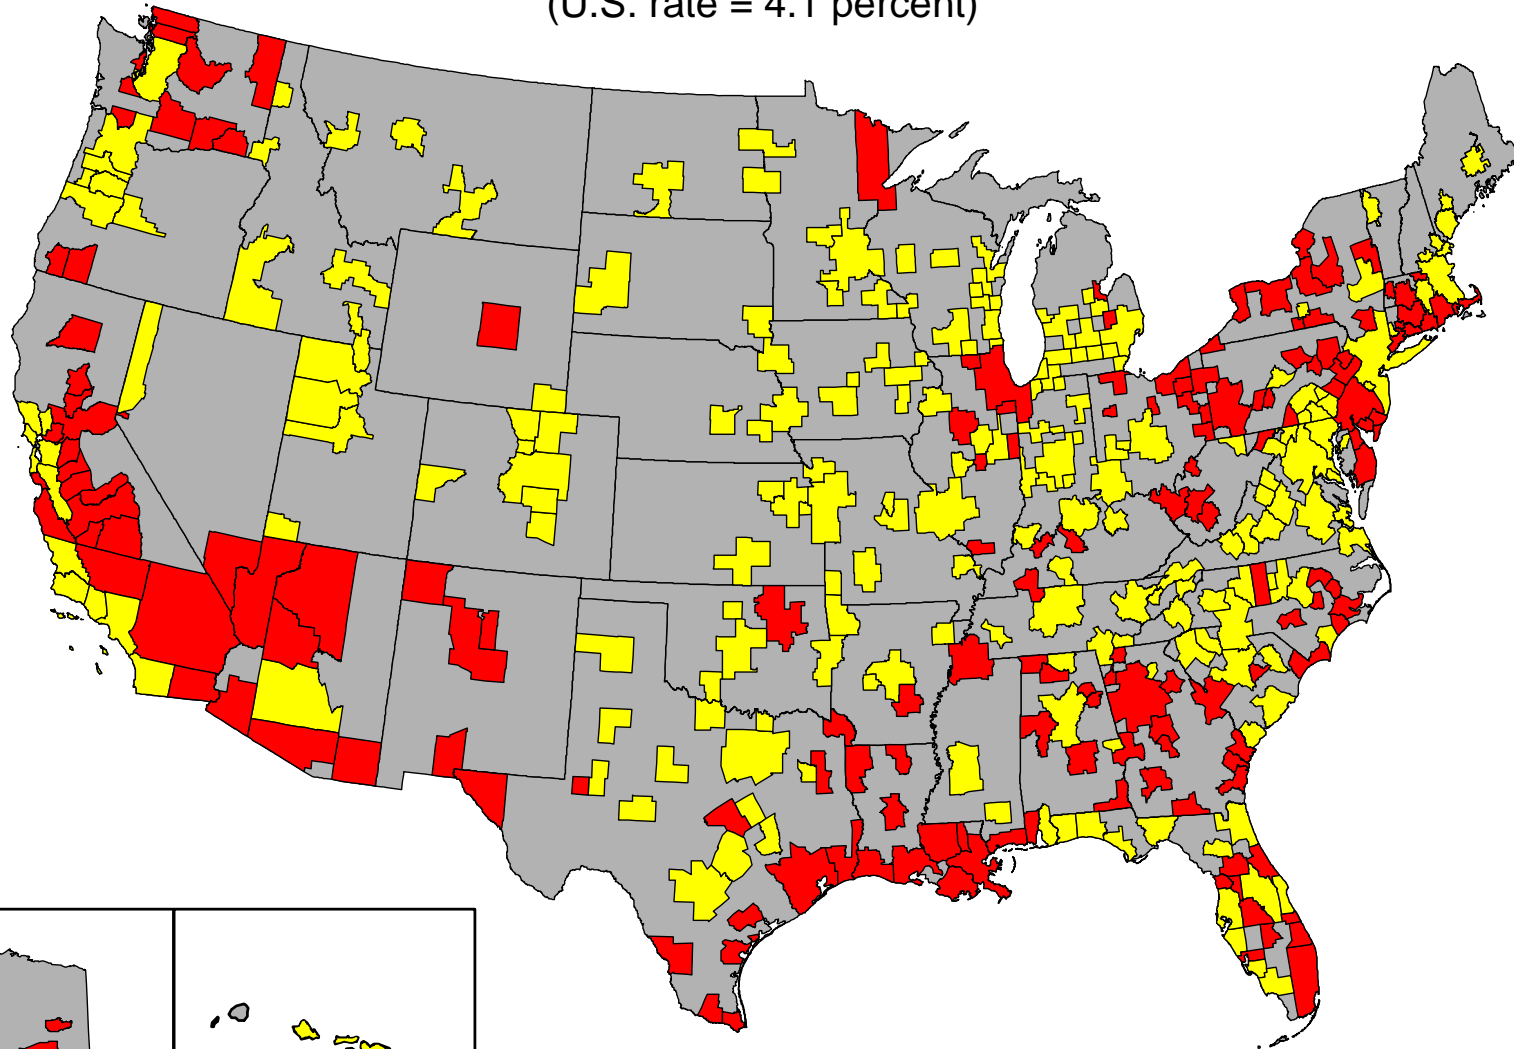 (U.S. rate = 4.1 percent)